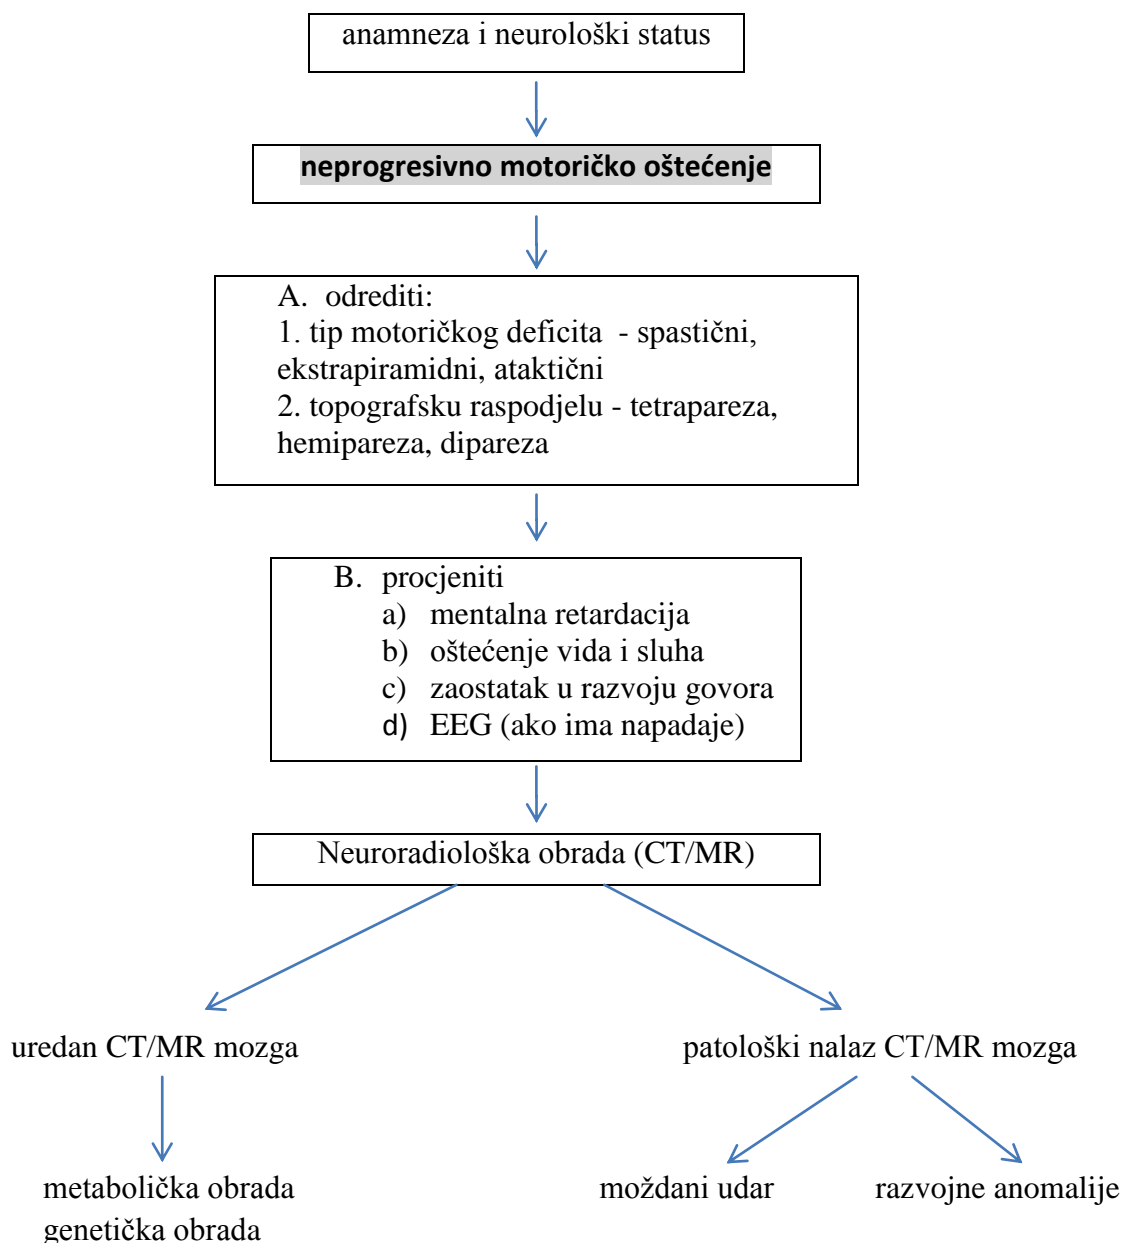 anamneza i neurološki status
neprogresivno motoričko oštećenje
A. odrediti:
1. tip motoričkog deficita - spastični,
ekstrapiramidni, ataktični
2. topografsku raspodjelu - tetrapareza,
hemipareza, dipareza
B. procjeniti
a) mentalna retardacija
b) oštećenje vida i sluha
c) zaostatak u razvoju govora
d) EEG (ako ima napadaje)
Neuroradiološka obrada (CT/MR)
uredan CT/MR mozga
patološki nalaz CT/MR mozga
metabolička obrada
genetička obrada
moždani udar
razvojne anomalije